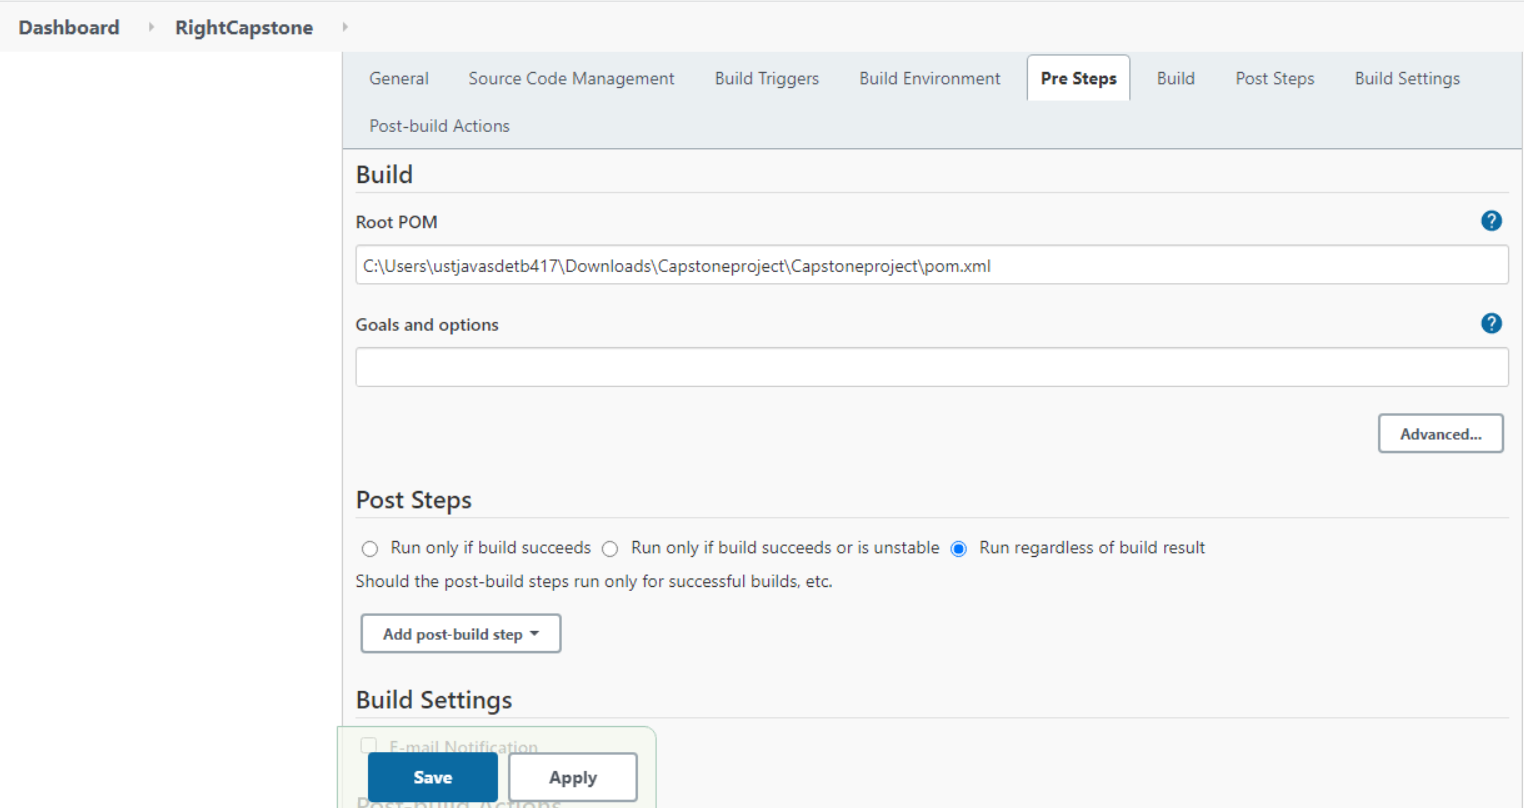 Dashboard RightCapstone
General Source Code Management Build Triggers Build Environment Pre Steps Build Post Steps Build Settings
Post-build Actions
Build
Root POM ?
C:\Users\ustjavasdetb417\Downloads\Capstoneproject\Capstoneproject\pom.xml
Goals and options ?
Advanced...
Post Steps
Run only if build succeeds Run only if build succeeds or is unstable Run regardless of build result
Should the post-build steps run only for successful builds, etc.
Add post-build step
Build Settings
E-mail Notification
Save Apply
Post-build Actions